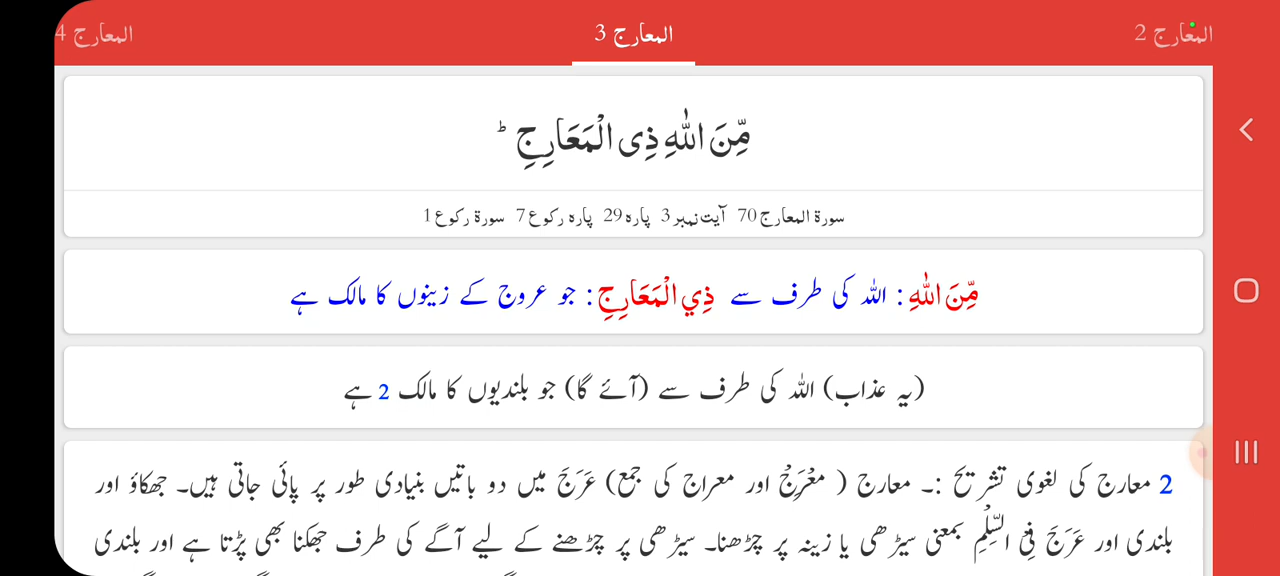 المعارج 2
المعارج 3
المعارج 4
مِّنَ اللّٰهِ ذِی الْمَعَارِجِ ؕ
سورة المعارج 70 آیت نمبر 3 پاره 29 پاره رکوع 7 سورة رکوع 1
مِّنَ اللّٰهِ : اللہ کی طرف سے ذِي الْمَعَارِجِ : جو عروج کے زینوں کا مالک ہے
(یہ عذاب) اللہ کی طرف سے (آئے گا) جو بلندیوں کا مالک 2 ہے
2 معارج کی لغوی تشریح :۔ معارج ( مَعْرَجْ اور معراج کی جمع) عَرَجَ میں دو باتیں بنیادی طور پر پائی جاتی ہیں۔ جھکاؤ اور
بلندی اور عَرَجَ فِیْ السِّلْمِ بمعنی سیڑھی یا زینہ پر چڑھنا۔ سیڑھی پر چڑھنے کے لیے آگے کی طرف جھکنا بھی پڑتا ہے اور بلندی